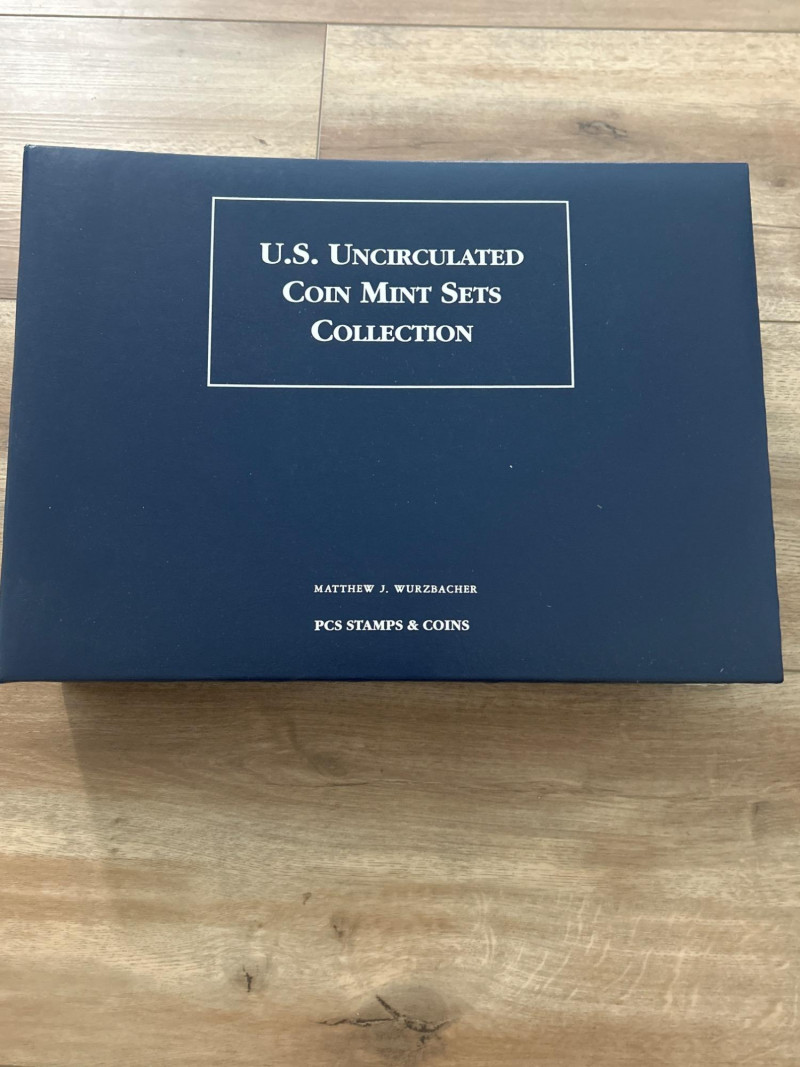 U.S. Uncirculated
Coin Mint Sets
Collection
MATTHEW J. WURZBACHER
PCS STAMPS & COINS